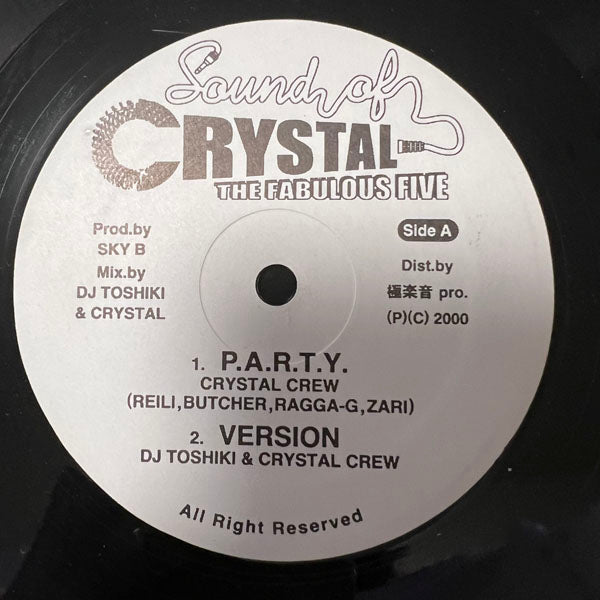 Sound of
CRYSTAL
THE FABULOUS FIVE
Prod.by
SKY B
Mix.by
DJ TOSHIKI
& CRYSTAL
Side A
Dist.by
極楽音 pro.
(P)(C) 2000
1. P.A.R.T.Y.
CRYSTAL CREW
(REILI,BUTCHER,RAGGA-G,ZARI)
2. VERSION
DJ TOSHIKI & CRYSTAL CREW
All Right Reserved